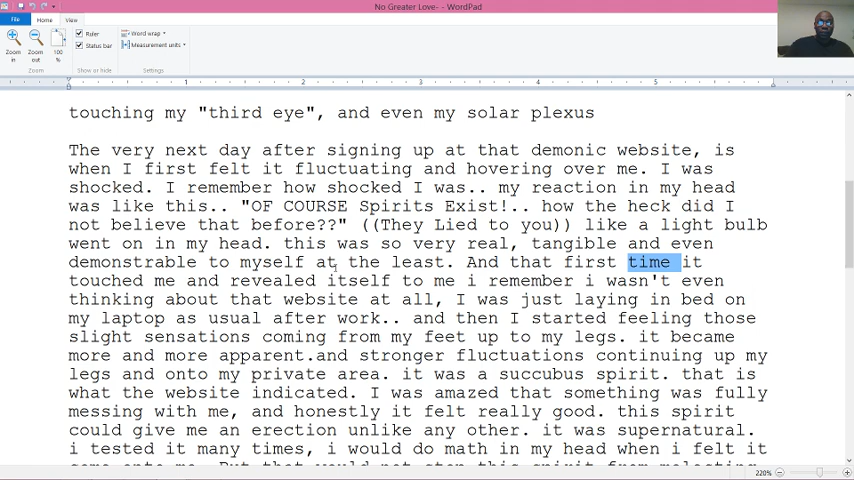 No Greater Love- - WordPad
File
Home
View
Zoom in
Zoom out
100 %
Ruler
Status bar
Word wrap
Measurement units
Zoom
Show or hide
Settings
1
2
3
4
5
touching my "third eye", and even my solar plexus
The very next day after signing up at that demonic website, is
when I first felt it fluctuating and hovering over me. I was
shocked. I remember how shocked I was.. my reaction in my head
was like this.. "OF COURSE Spirits Exist!.. how the heck did I
not believe that before??" ((They Lied to you)) like a light bulb
went on in my head. this was so very real, tangible and even
demonstrable to myself at the least. And that first time it
touched me and revealed itself to me i remember i wasn't even
thinking about that website at all, I was just laying in bed on
my laptop as usual after work.. and then I started feeling those
slight sensations coming from my feet up to my legs. it became
more and more apparent.and stronger fluctuations continuing up my
legs and onto my private area. it was a succubus spirit. that is
what the website indicated. I was amazed that something was fully
messing with me, and honestly it felt really good. this spirit
could give me an erection unlike any other. it was supernatural.
i tested it many times, i would do math in my head when i felt it
220%